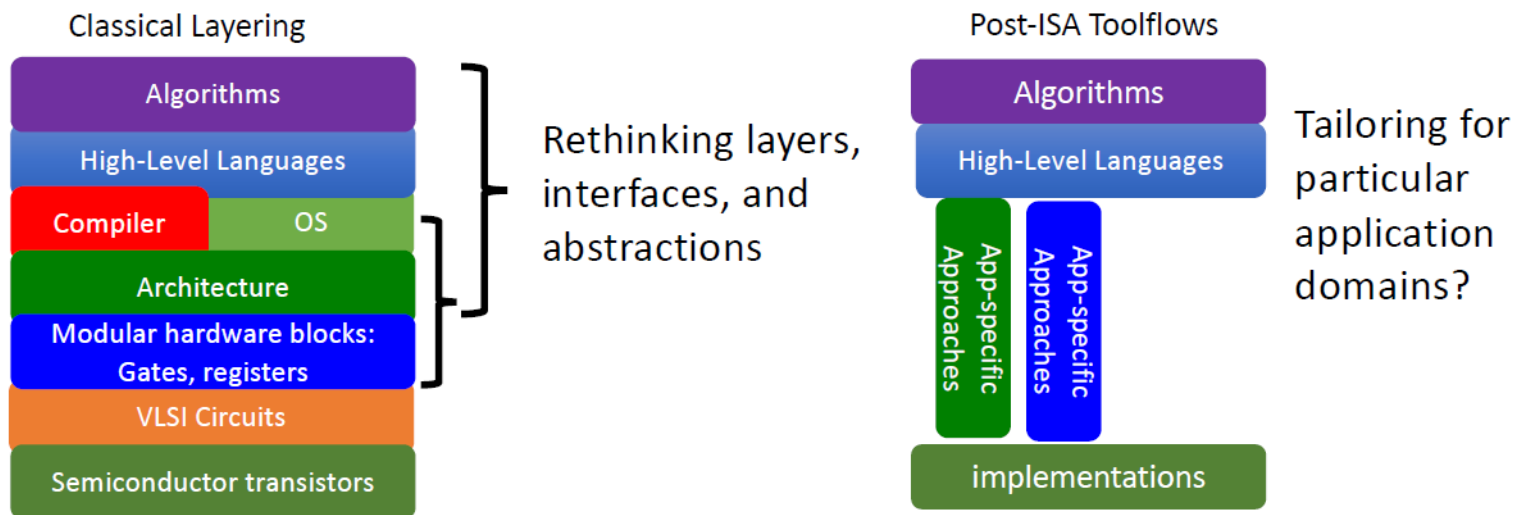 Classical Layering
Algorithms
High-Level Languages
Compiler
OS
Architecture
Modular hardware blocks:
Gates, registers
VLSI Circuits
Semiconductor transistors
Rethinking layers,
interfaces, and
abstractions
Post-ISA Toolflows
Algorithms
High-Level Languages
App-specific
Approaches
App-specific
Approaches
implementations
Tailoring for
particular
application
domains?